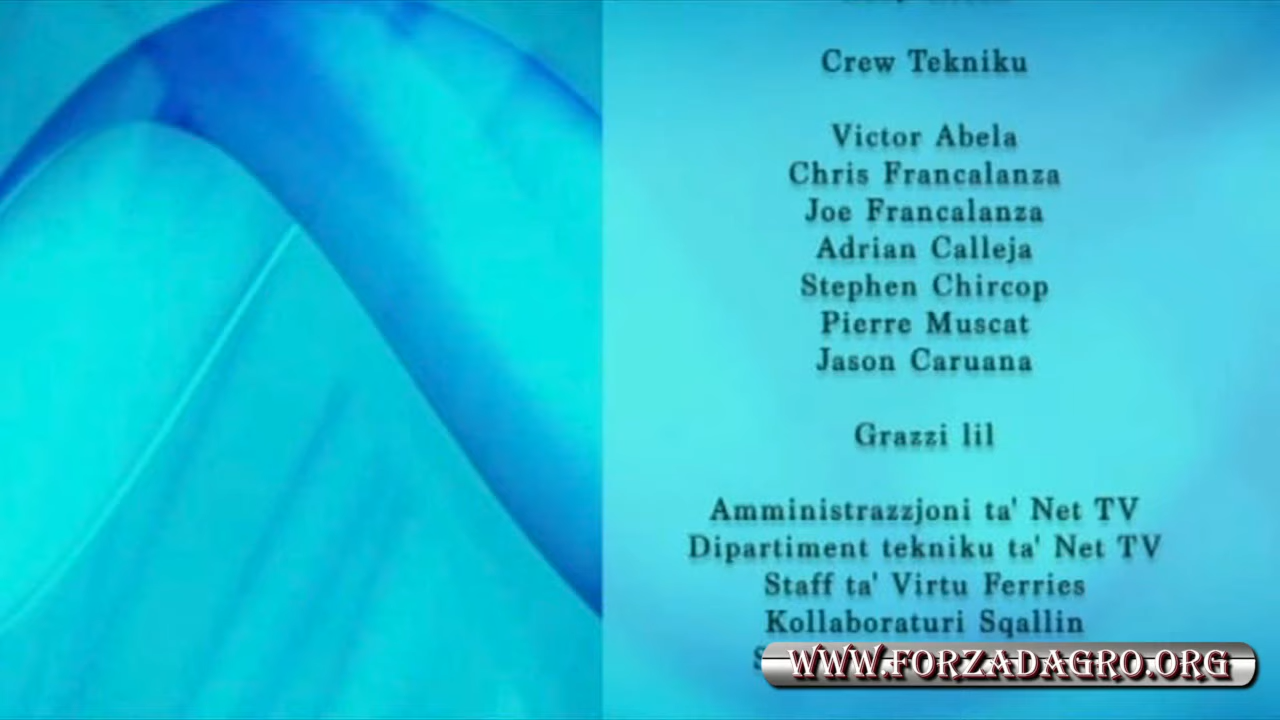 Crew Tekniku
Victor Abela
Chris Francalanza
Joe Francalanza
Adrian Calleja
Stephen Chircop
Pierre Muscat
Jason Caruana
Grazzi lil
Amministrazzjoni ta' Net TV
Dipartiment tekniku ta' Net TV
Staff ta' Virtu Ferries
Kollaboraturi Sqallin
WWW.FORZADAGRO.ORG